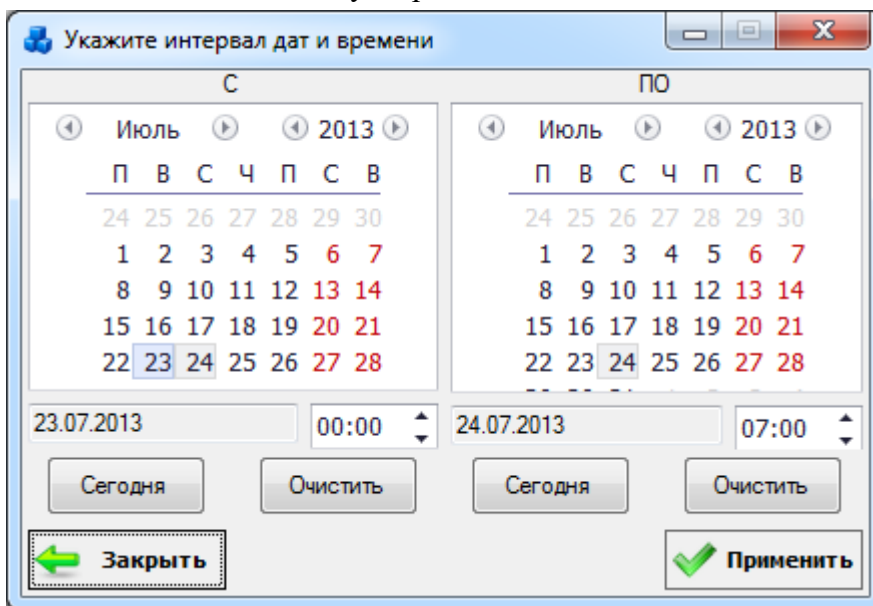 Укажите интервал дат и времени
С
ПО
Июль 2013
Июль 2013
П В С Ч П С В
П В С Ч П С В
24 25 26 27 28 29 30
24 25 26 27 28 29 30
1 2 3 4 5 6 7
1 2 3 4 5 6 7
8 9 10 11 12 13 14
8 9 10 11 12 13 14
15 16 17 18 19 20 21
15 16 17 18 19 20 21
22 23 24 25 26 27 28
22 23 24 25 26 27 28
23.07.2013 00:00
24.07.2013 07:00
Сегодня Очистить
Сегодня Очистить
Закрыть
Применить